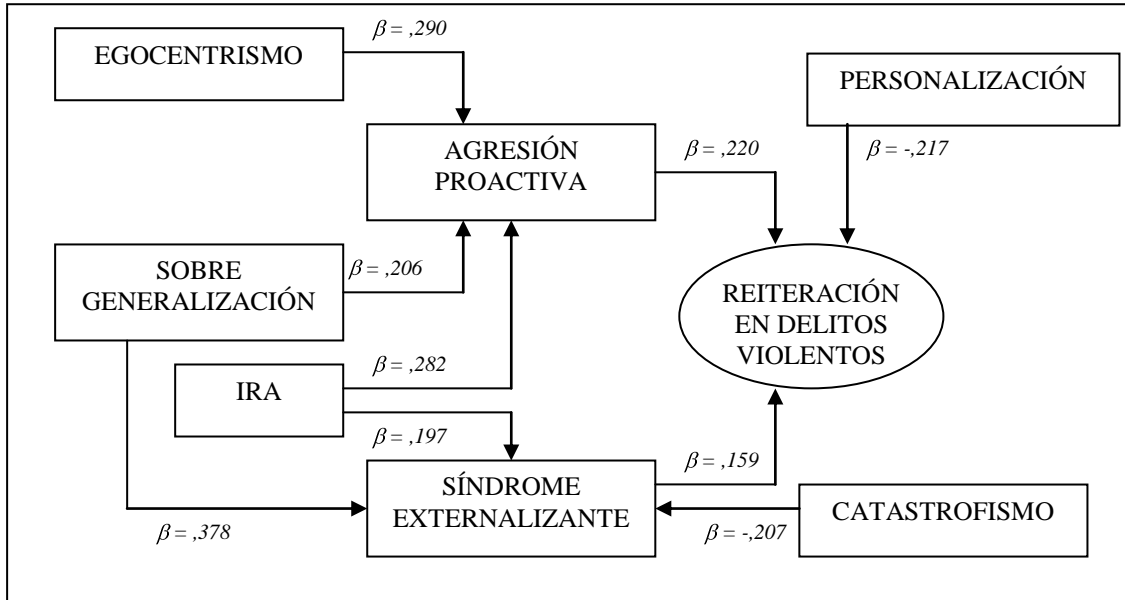 EGOCENTRISMO
β = ,290
PERSONALIZACIÓN
β = -,217
AGRESIÓN
PROACTIVA
β = ,220
SOBRE
GENERALIZACIÓN
β = ,206
REITERACIÓN
EN DELITOS
VIOLENTOS
IRA
β = ,282
β = ,197
SÍNDROME
EXTERNALIZANTE
β = ,159
CATASTROFISMO
β = -,207
β = ,378